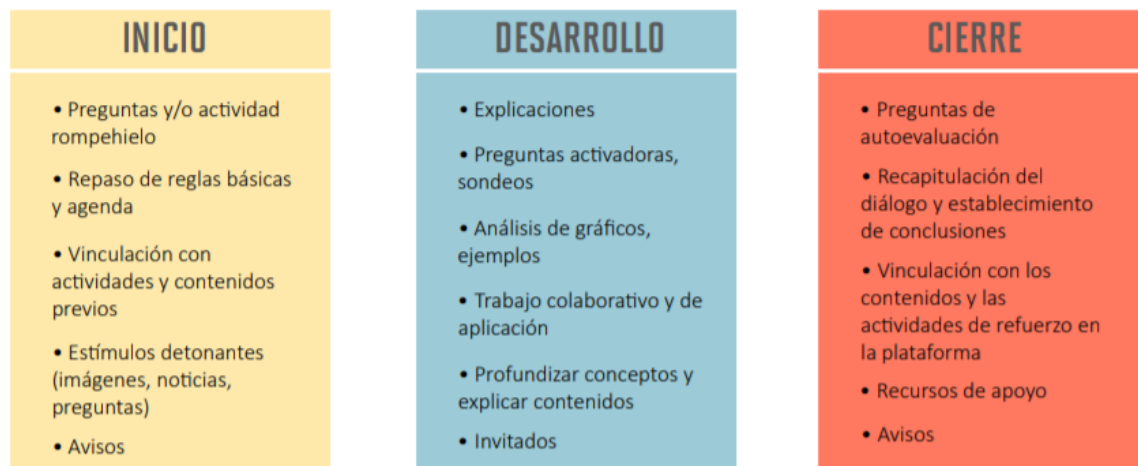 INICIO
• Preguntas y/o actividad
rompehielo
• Repaso de reglas básicas
y agenda
• Vinculación con
actividades y contenidos
previos
• Estímulos detonantes
(imágenes, noticias,
preguntas)
• Avisos
DESARROLLO
• Explicaciones
• Preguntas activadoras,
sondeos
• Análisis de gráficos,
ejemplos
• Trabajo colaborativo y de
aplicación
• Profundizar conceptos y
explicar contenidos
• Invitados
CIERRE
• Preguntas de
autoevaluación
• Recapitulación del
diálogo y establecimiento
de conclusiones
• Vinculación con los
contenidos y las
actividades de refuerzo en
la plataforma
• Recursos de apoyo
• Avisos